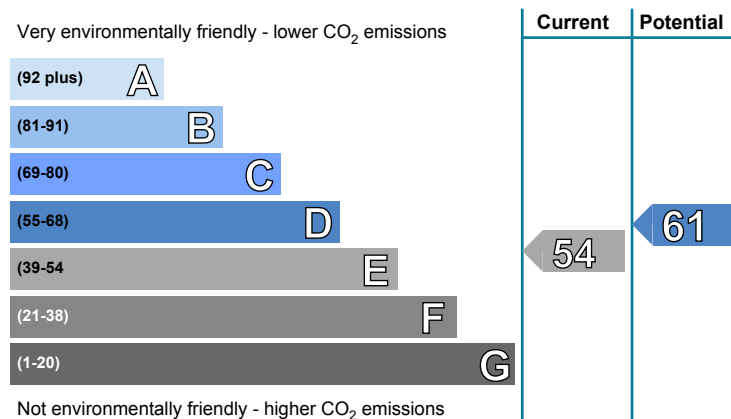 Very environmentally friendly - lower CO2 emissions
Current
Potential
(92 plus) A
(81-91) B
(69-80) C
(55-68) D
(39-54 E
(21-38) F
(1-20) G
54
61
Not environmentally friendly - higher CO2 emissions